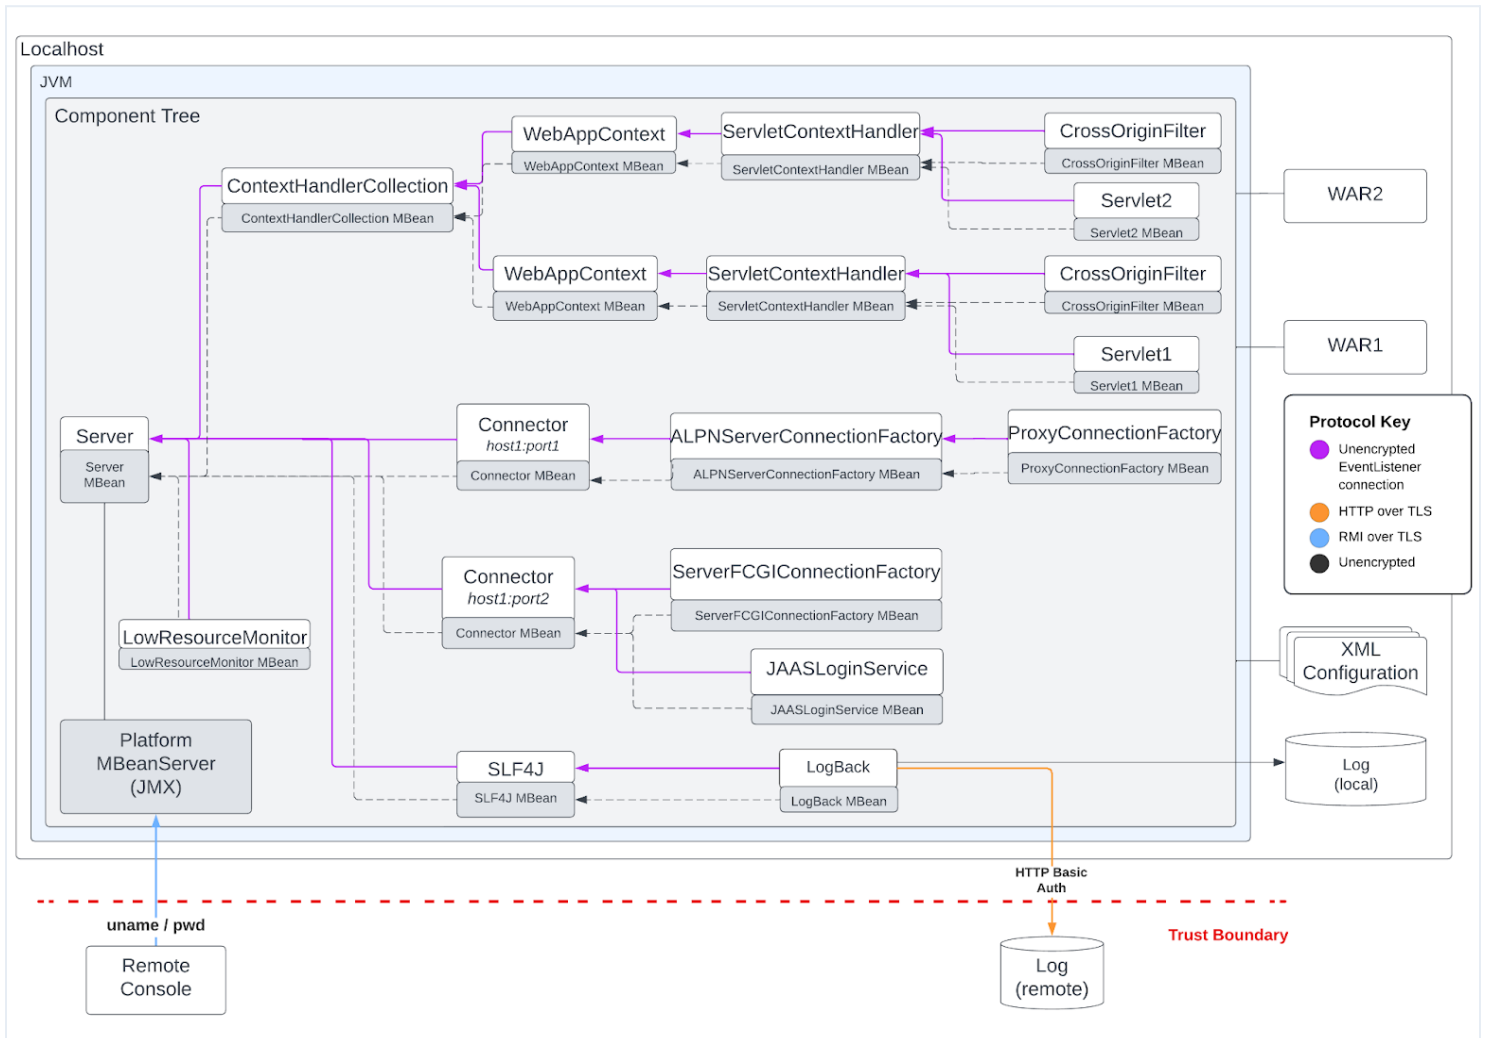 Localhost
JVM
Component Tree
WebAppContext
WebAppContext MBean
ServletContextHandler
ServletContextHandler MBean
CrossOriginFilter
CrossOriginFilter MBean
ContextHandlerCollection
ContextHandlerCollection MBean
Servlet2
Servlet2 MBean
WAR2
WebAppContext
WebAppContext MBean
ServletContextHandler
ServletContextHandler MBean
CrossOriginFilter
CrossOriginFilter MBean
Servlet1
Servlet1 MBean
WAR1
Server
Server
MBean
Connector
host1:port1
Connector MBean
ALPNServerConnectionFactory
ALPNServerConnectionFactory MBean
ProxyConnectionFactory
ProxyConnectionFactory MBean
Protocol Key
Unencrypted
EventListener
connection
HTTP over TLS
RMI over TLS
Unencrypted
Connector
host1:port2
Connector MBean
ServerFCGIConnectionFactory
ServerFCGIConnectionFactory MBean
LowResourceMonitor
LowResourceMonitor MBean
JAASLoginService
JAASLoginService MBean
XML
Configuration
Platform
MBeanServer
(JMX)
SLF4J
SLF4J MBean
LogBack
LogBack MBean
Log
(local)
HTTP Basic
Auth
uname / pwd
Trust Boundary
Remote
Console
Log
(remote)